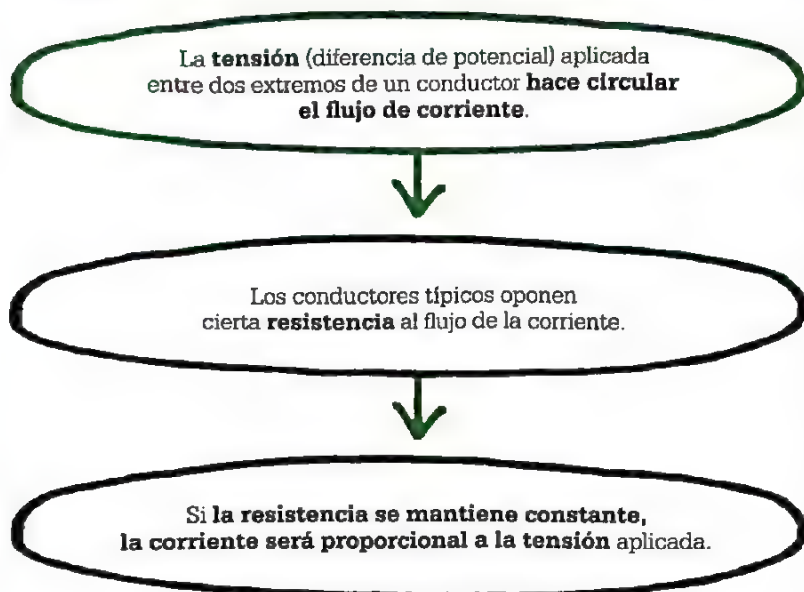 La tensión (diferencia de potencial) aplicada
entre dos extremos de un conductor hace circular
el flujo de corriente.
Los conductores típicos oponen
cierta resistencia al flujo de la corriente.
Si la resistencia se mantiene constante,
la corriente será proporcional a la tensión aplicada.